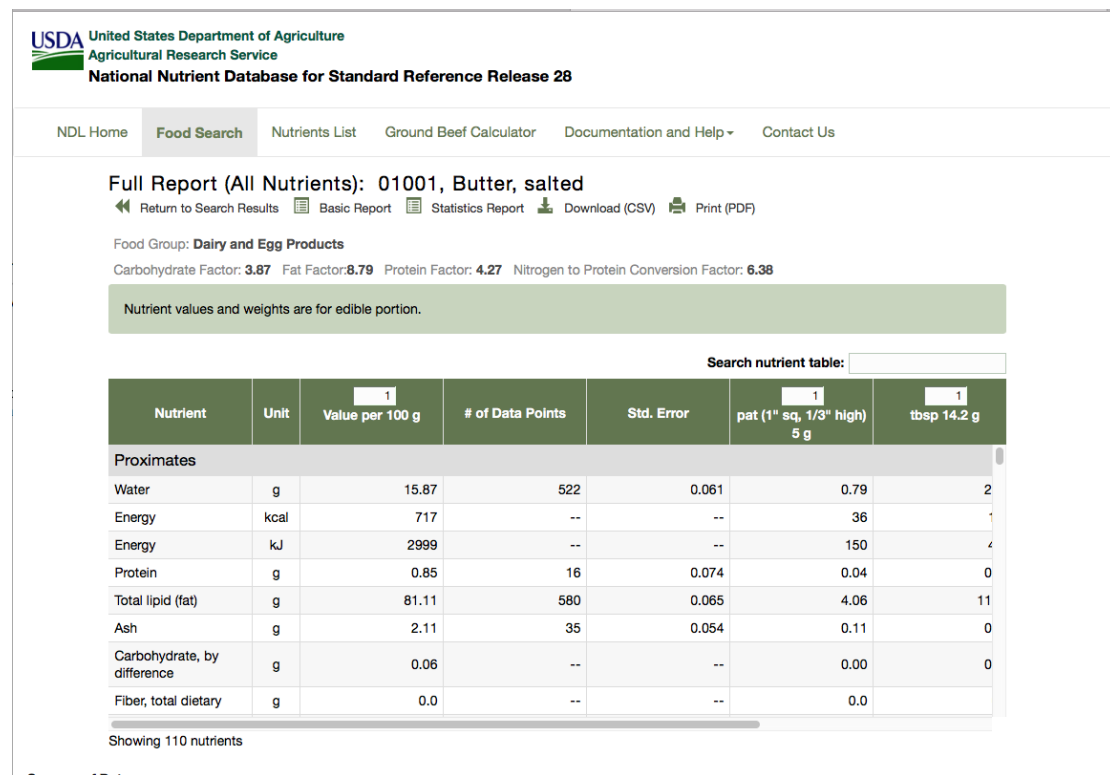 USDA United States Department of Agriculture
Agricultural Research Service
National Nutrient Database for Standard Reference Release 28
NDL Home Food Search Nutrients List Ground Beef Calculator Documentation and Help Contact Us
Full Report (All Nutrients): 01001, Butter, salted
Return to Search Results Basic Report Statistics Report Download (CSV) Print (PDF)
Food Group: Dairy and Egg Products
Carbohydrate Factor: 3.87 Fat Factor:8.79 Protein Factor: 4.27 Nitrogen to Protein Conversion Factor: 6.38
Nutrient values and weights are for edible portion.
Search nutrient table:
Nutrient Unit 1 Value per 100 g # of Data Points Std. Error 1 pat (1" sq, 1/3" high) 5 g 1 tbsp 14.2 g
Proximates
Water g 15.87 522 0.061 0.79 2
Energy kcal 717 -- -- 36
Energy kJ 2999 -- -- 150
Protein g 0.85 16 0.074 0.04 0
Total lipid (fat) g 81.11 580 0.065 4.06 11
Ash g 2.11 35 0.054 0.11 0
Carbohydrate, by difference g 0.06 -- -- 0.00 0
Fiber, total dietary g 0.0 -- -- 0.0
Showing 110 nutrients